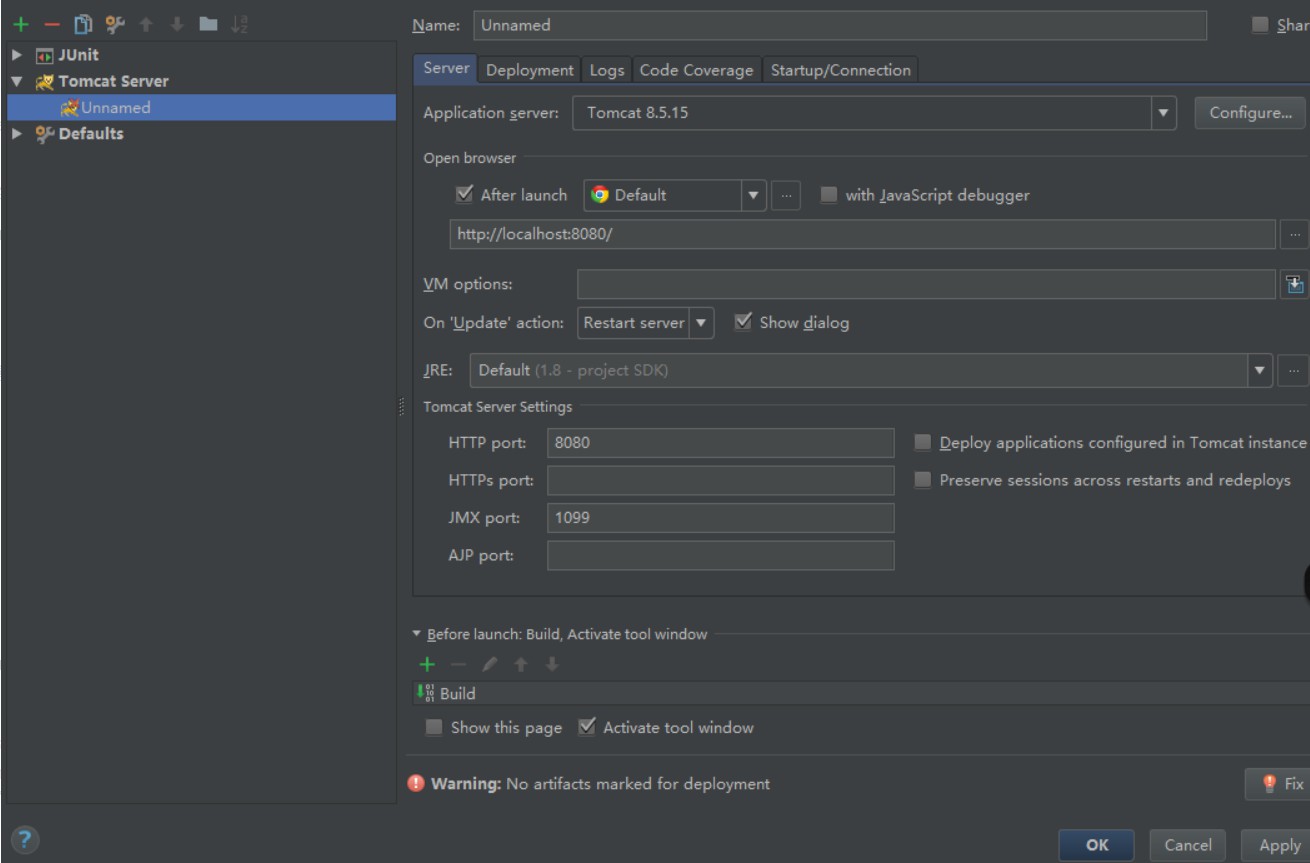 Name: Unnamed Shar
JUnit
Tomcat Server
Unnamed
Defaults
Server Deployment Logs Code Coverage Startup/Connection
Application server: Tomcat 8.5.15 Configure...
Open browser
After launch Default ... with JavaScript debugger
http://localhost:8080/ ...
VM options:
On 'Update' action: Restart server Show dialog
JRE: Default (1.8 - project SDK) ...
Tomcat Server Settings
HTTP port: 8080 Deploy applications configured in Tomcat instance
HTTPs port: Preserve sessions across restarts and redeploys
JMX port: 1099
AJP port:
Before launch: Build, Activate tool window
Build
Show this page Activate tool window
Warning: No artifacts marked for deployment Fix
? OK Cancel Apply